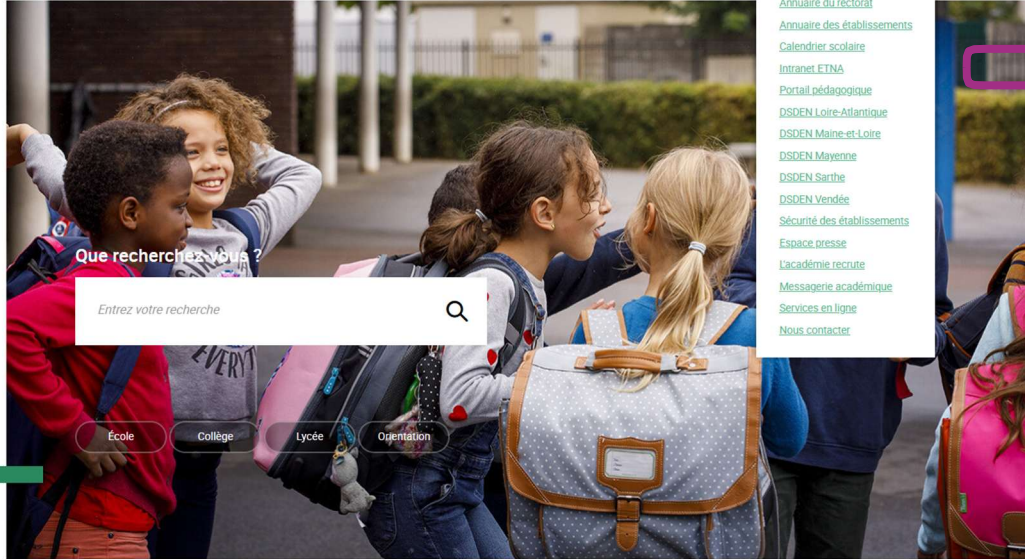 Annuaire du rectorat
Annuaire des établissements
Calendrier scolaire
Intranet ETNA
Portail pédagogique
DSDEN Loire-Atlantique
DSDEN Maine-et-Loire
DSDEN Mayenne
DSDEN Sarthe
DSDEN Vendée
Sécurité des établissements
Espace presse
L'académie recrute
Messagerie académique
Services en ligne
Nous contacter
Que recherchez-vous ?
Entrez votre recherche
EVERY
École
Collège
Lycée
Orientation